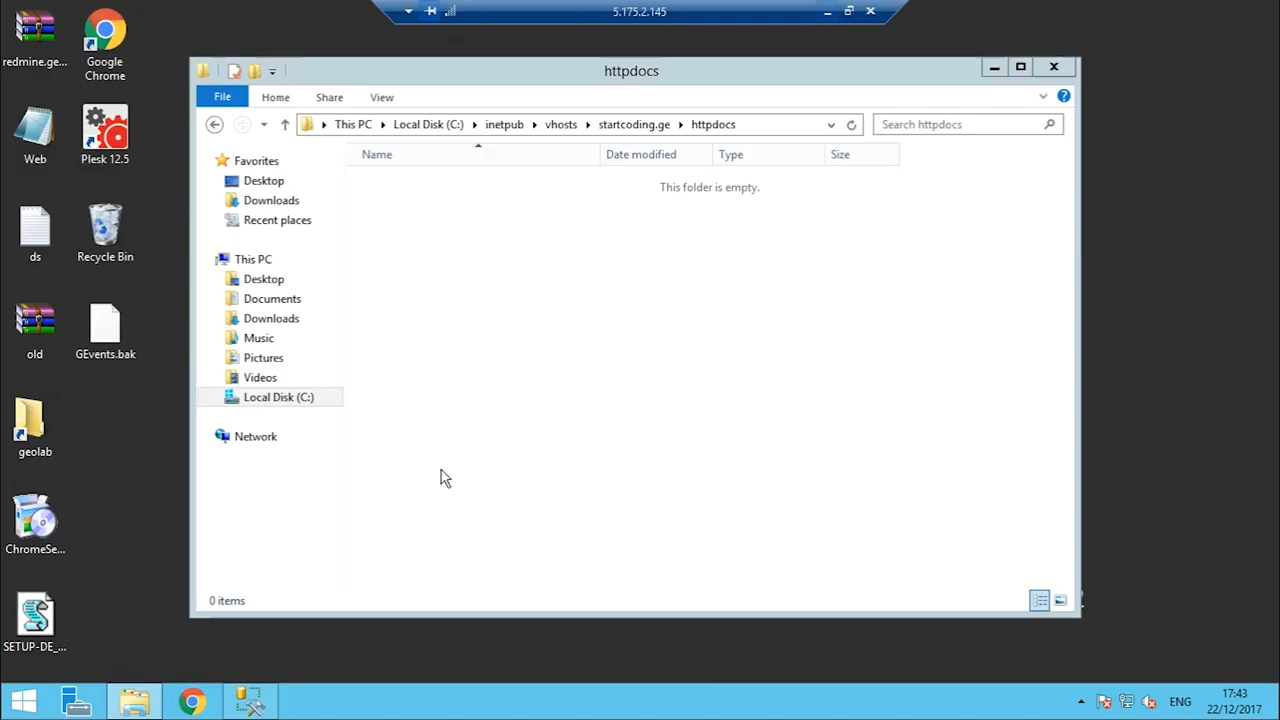 5.175.2.145
redmine.ge...
Google Chrome
Web
Plesk 12.5
ds
Recycle Bin
old
GEvents.bak
geolab
ChromeSe...
SETUP-DE_...
httpdocs
File Home Share View
This PC Local Disk (C:) inetpub vhosts startcoding.ge httpdocs
Search httpdocs
Name Date modified Type Size
This folder is empty.
Favorites
Desktop
Downloads
Recent places
This PC
Desktop
Documents
Downloads
Music
Pictures
Videos
Local Disk (C:)
Network
0 items
ENG
17:43
22/12/2017